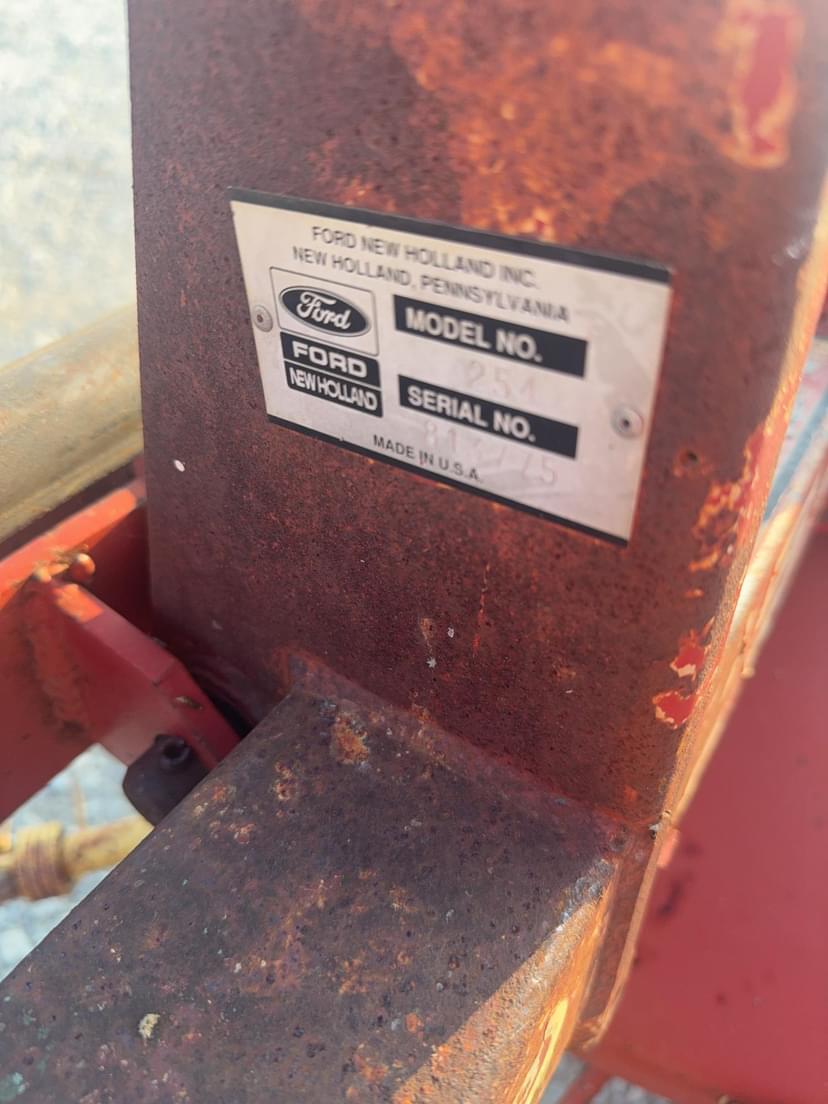 FORD NEW HOLLAND INC.
NEW HOLLAND, PENNSYLVANIA
Ford
FORD
NEW HOLLAND
MODEL NO.
254
SERIAL NO.
MADE IN U.S.A.